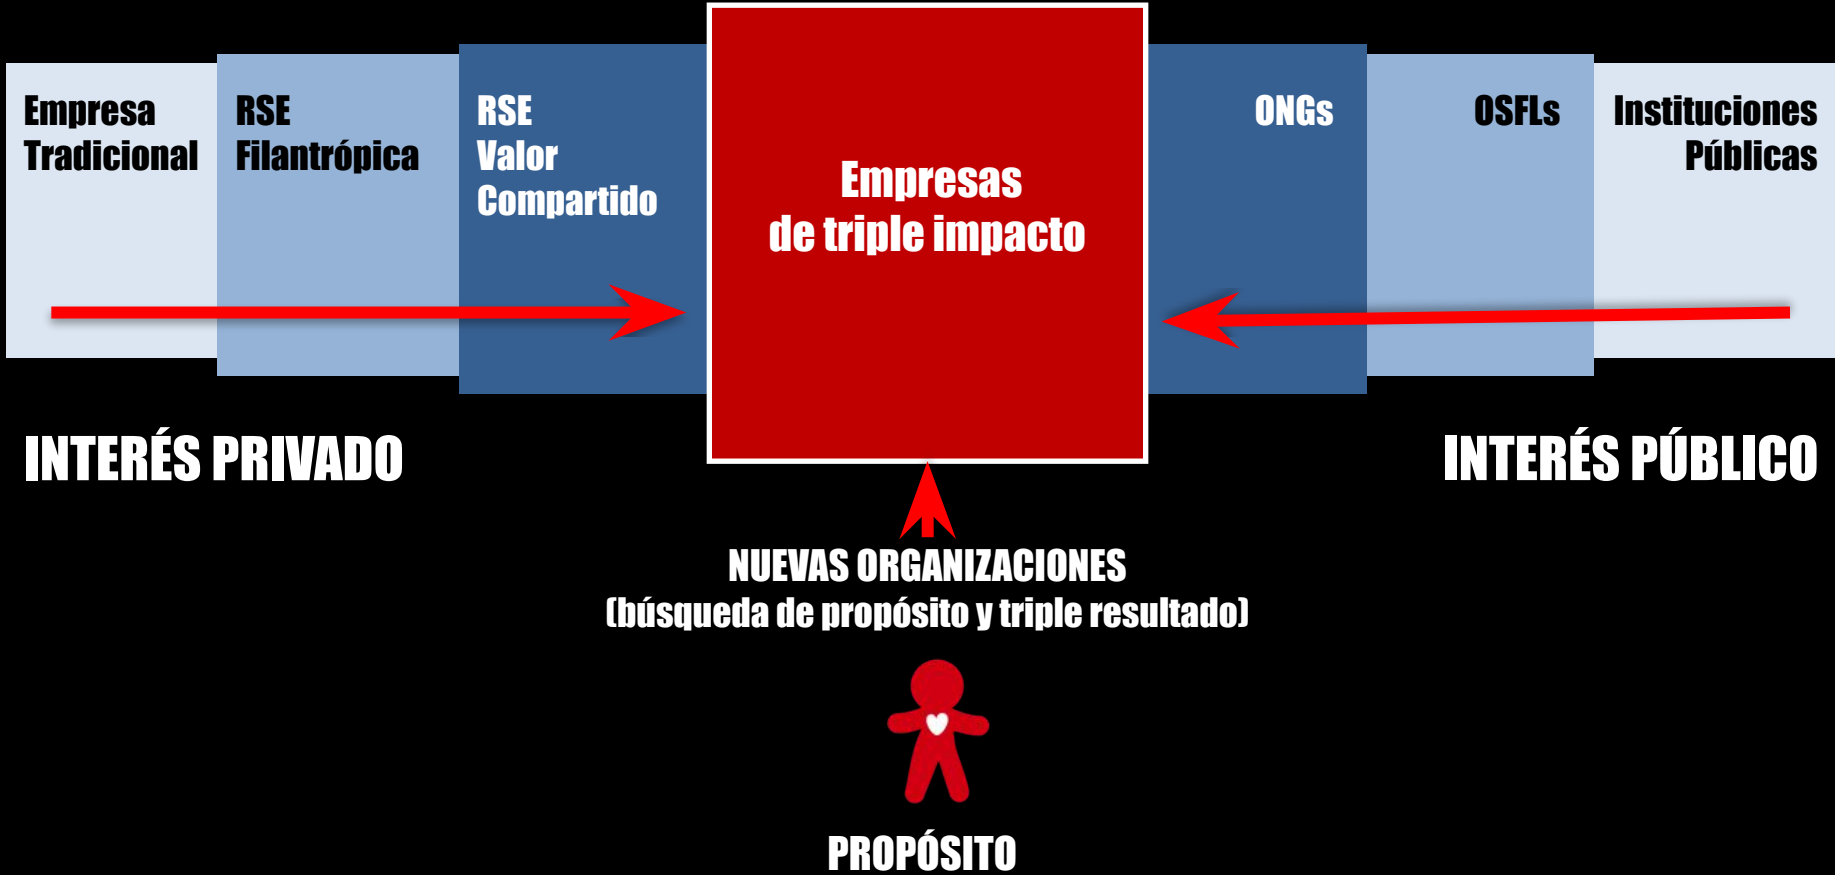 Empresa
Tradicional
RSE
Filantrópica
RSE
Valor
Compartido
Empresas
de triple impacto
ONGs
OSFLs
Instituciones
Públicas
INTERÉS PRIVADO
INTERÉS PÚBLICO
NUEVAS ORGANIZACIONES
(búsqueda de propósito y triple resultado)
PROPÓSITO